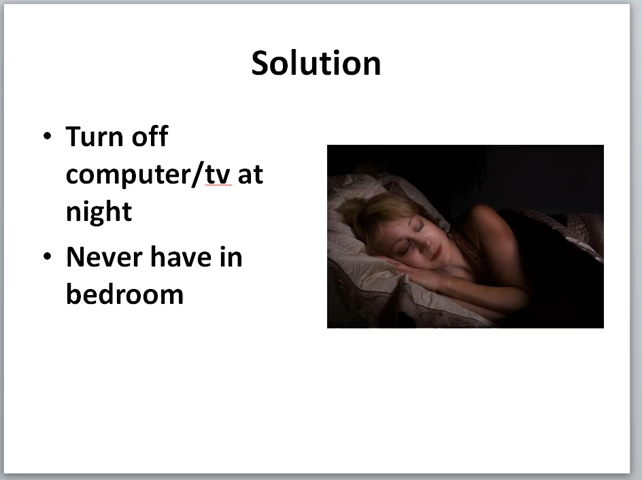 Solution
• Turn off
computer/tv at
night
• Never have in
bedroom